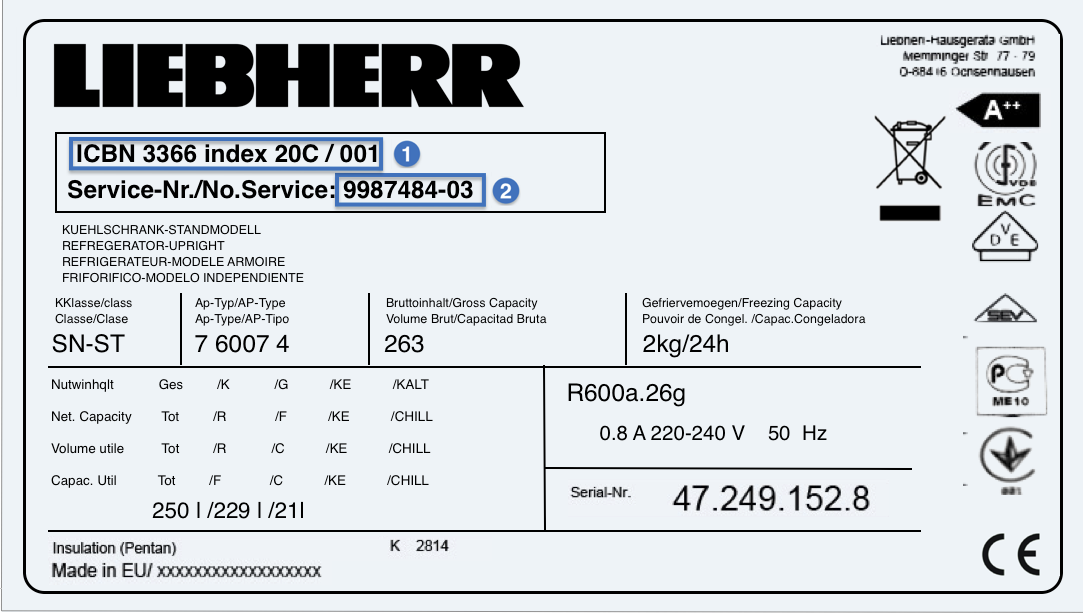 LIEBHERR
Liebherr-Hausgeräte GmbH
Memminger Str 77 - 79
D-88416 Ochsenhausen
A++
ICBN 3366 index 20C / 001 1
Service-Nr./No.Service: 9987484-03 2
VDE
EMC
VDE
KUEHLSCHRANK-STANDMODELL
REFREGERATOR-UPRIGHT
REFRIGERATEUR-MODELE ARMOIRE
FRIFORIFICO-MODELO INDEPENDIENTE
KKlasse/class
Classe/Clase
SN-ST
Ap-Typ/AP-Type
Ap-Type/AP-Tipo
7 6007 4
Bruttoinhalt/Gross Capacity
Volume Brut/Capacitad Bruta
263
Gefriervemoegen/Freezing Capacity
Pouvoir de Congel. /Capac.Congeladora
2kg/24h
SEV
Nutwinhqlt Ges /K /G /KE /KALT
Net. Capacity Tot /R /F /KE /CHILL
Volume utile Tot /R /C /KE /CHILL
Capac. Util Tot /F /C /KE /CHILL
250 l /229 l /21l
R600a.26g
0.8 A 220-240 V 50 Hz
Serial-Nr. 47.249.152.8
PC
ME10
Insulation (Pentan) K 2814
Made in EU/ xxxxxxxxxxxxxxxxxx
CE